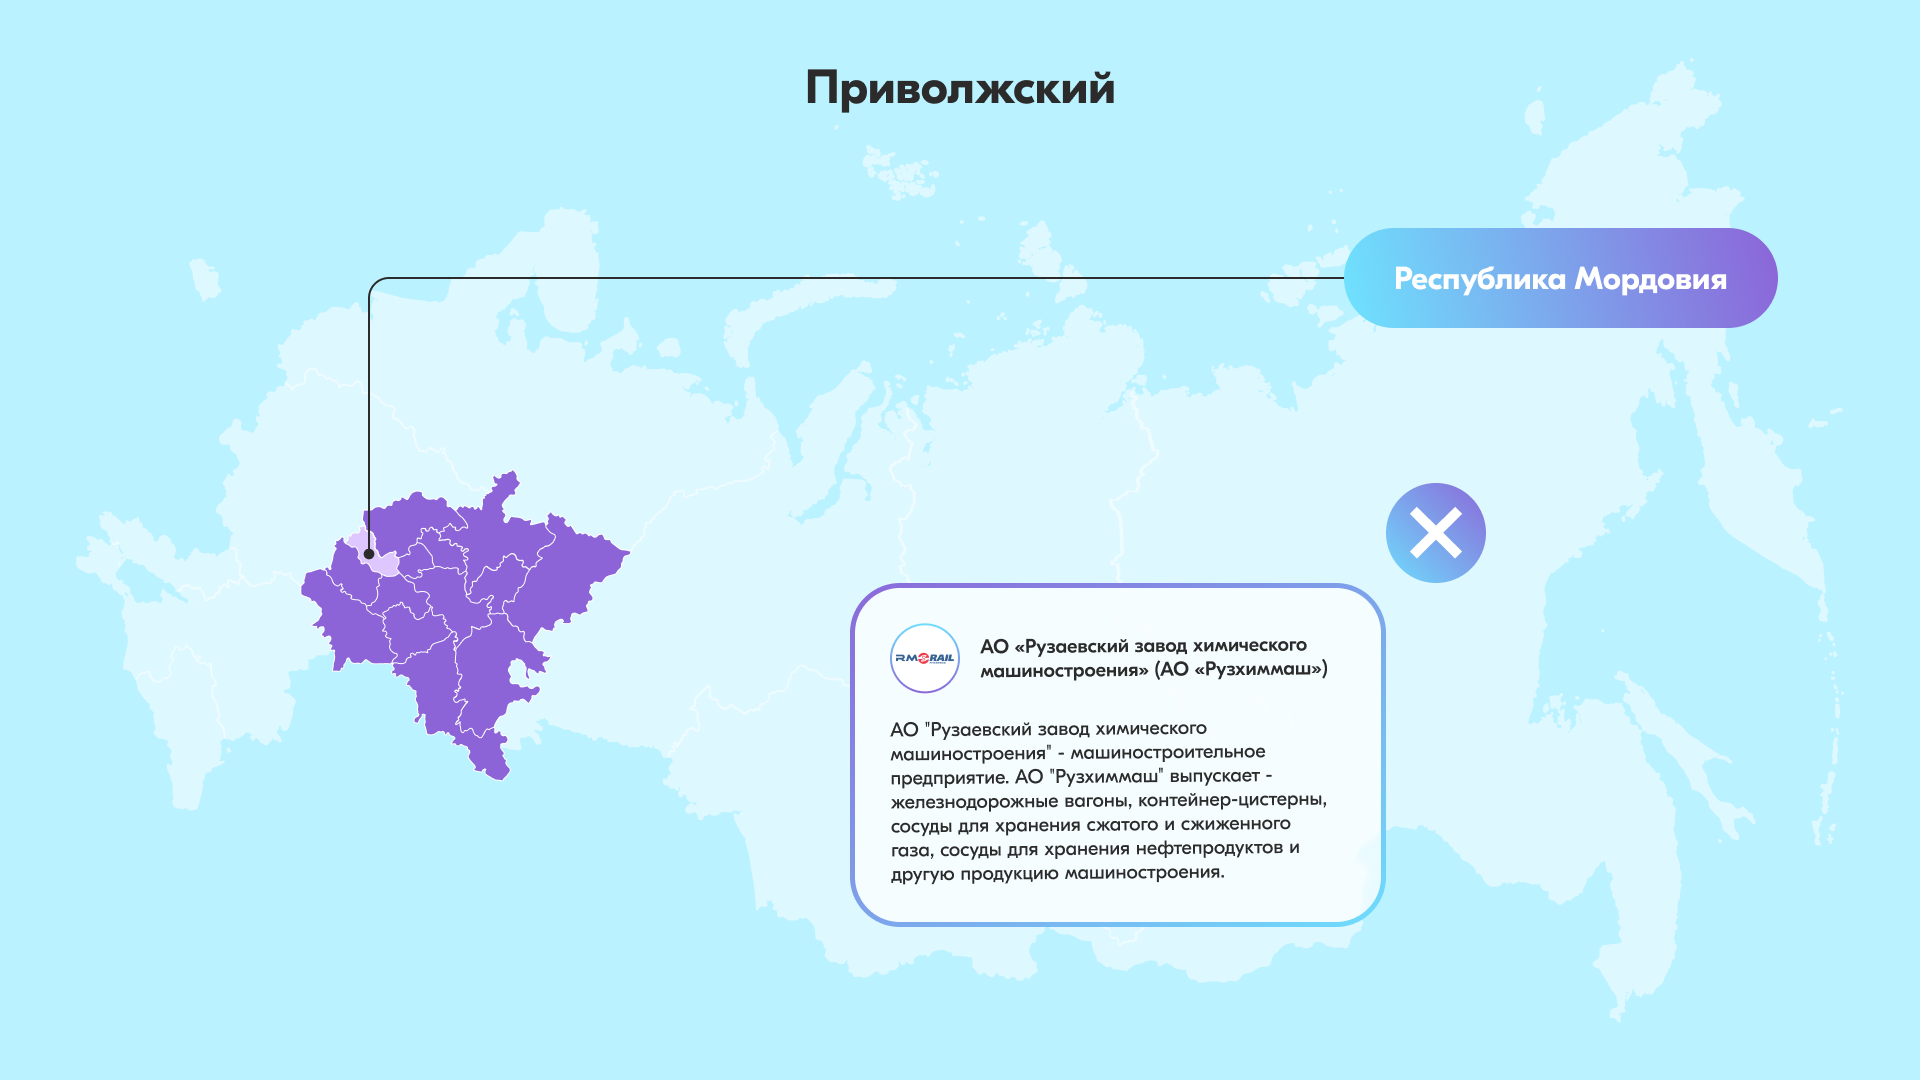 Приволжский
Республика Мордовия
RM RAIL
АО «Рузаевский завод химического
машиностроения» (АО «Рузхиммаш»)
АО "Рузаевский завод химического
машиностроения" - машиностроительное
предприятие. АО "Рузхиммаш" выпускает -
железнодорожные вагоны, контейнер-цистерны,
сосуды для хранения сжатого и сжиженного
газа, сосуды для хранения нефтепродуктов и
другую продукцию машиностроения.